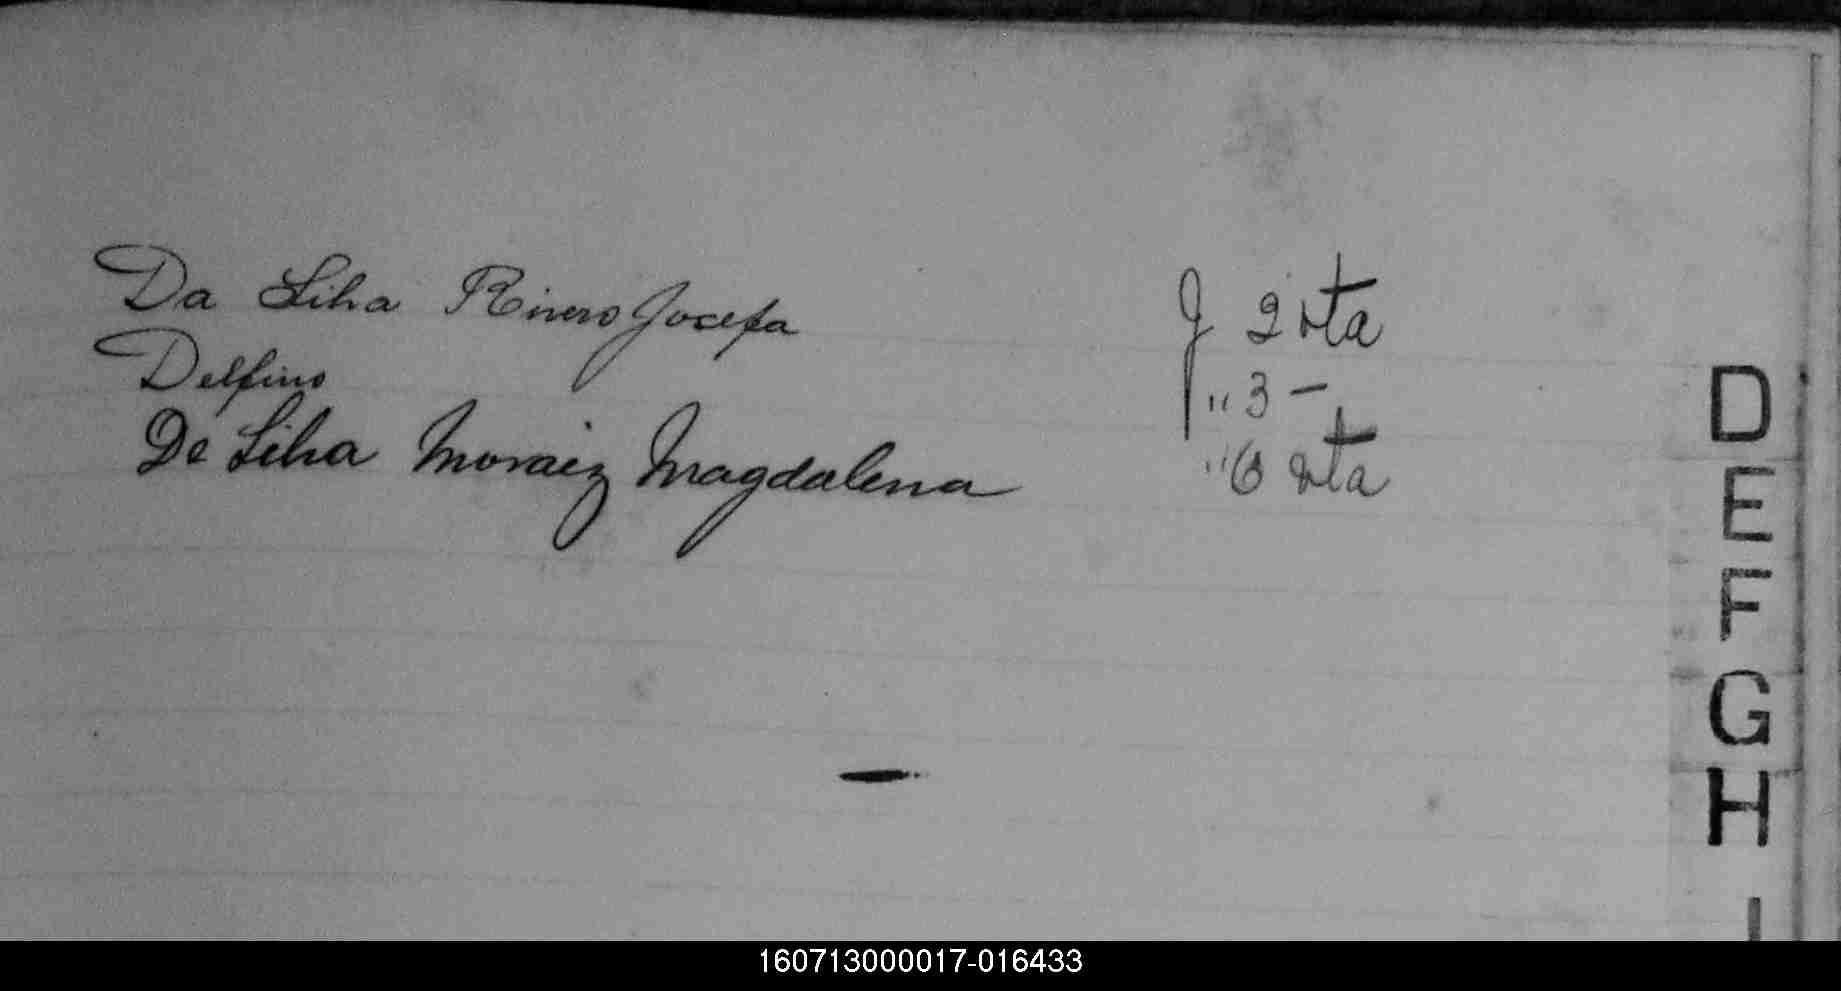 Da Silva Rivero Josefa f 2 vta
Delfino " 3 -
De Silva Moraiz Magdalena " 6 vta
D
E
F
G
H
I
160713000017-016433